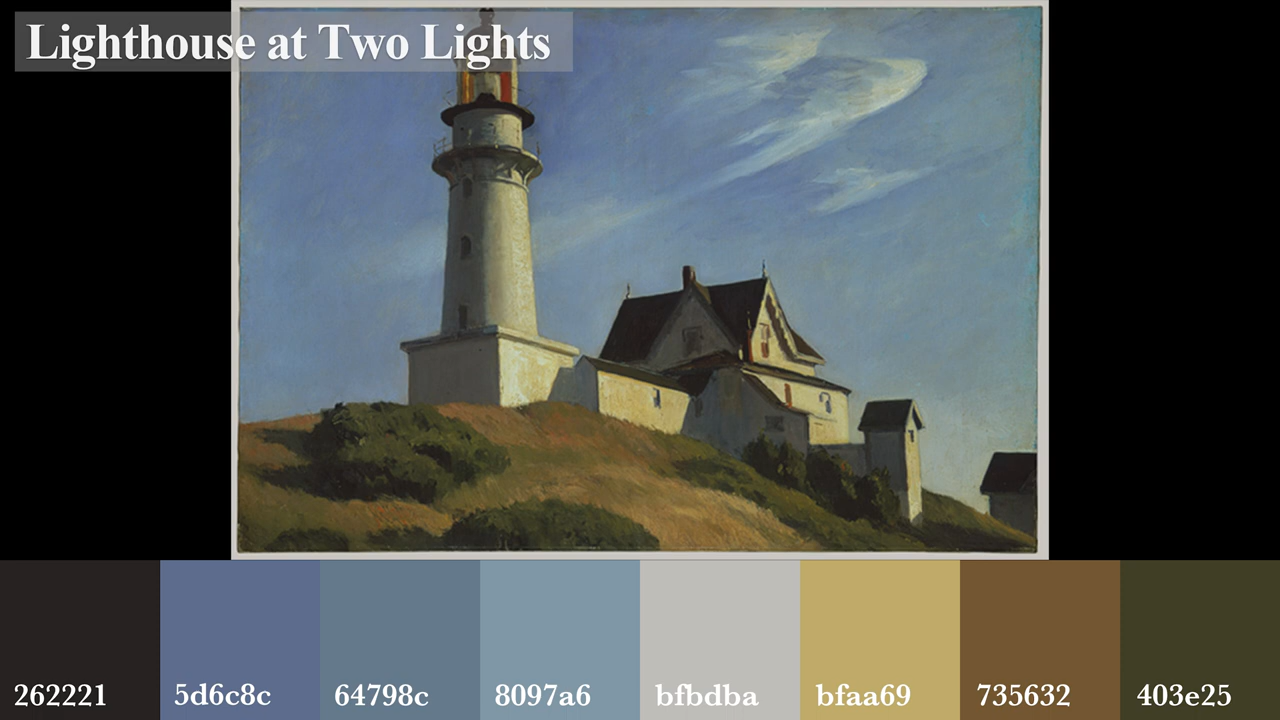 Lighthouse at Two Lights
262221
5d6c8c
64798c
8097a6
bfbdba
bfaa69
735632
403e25